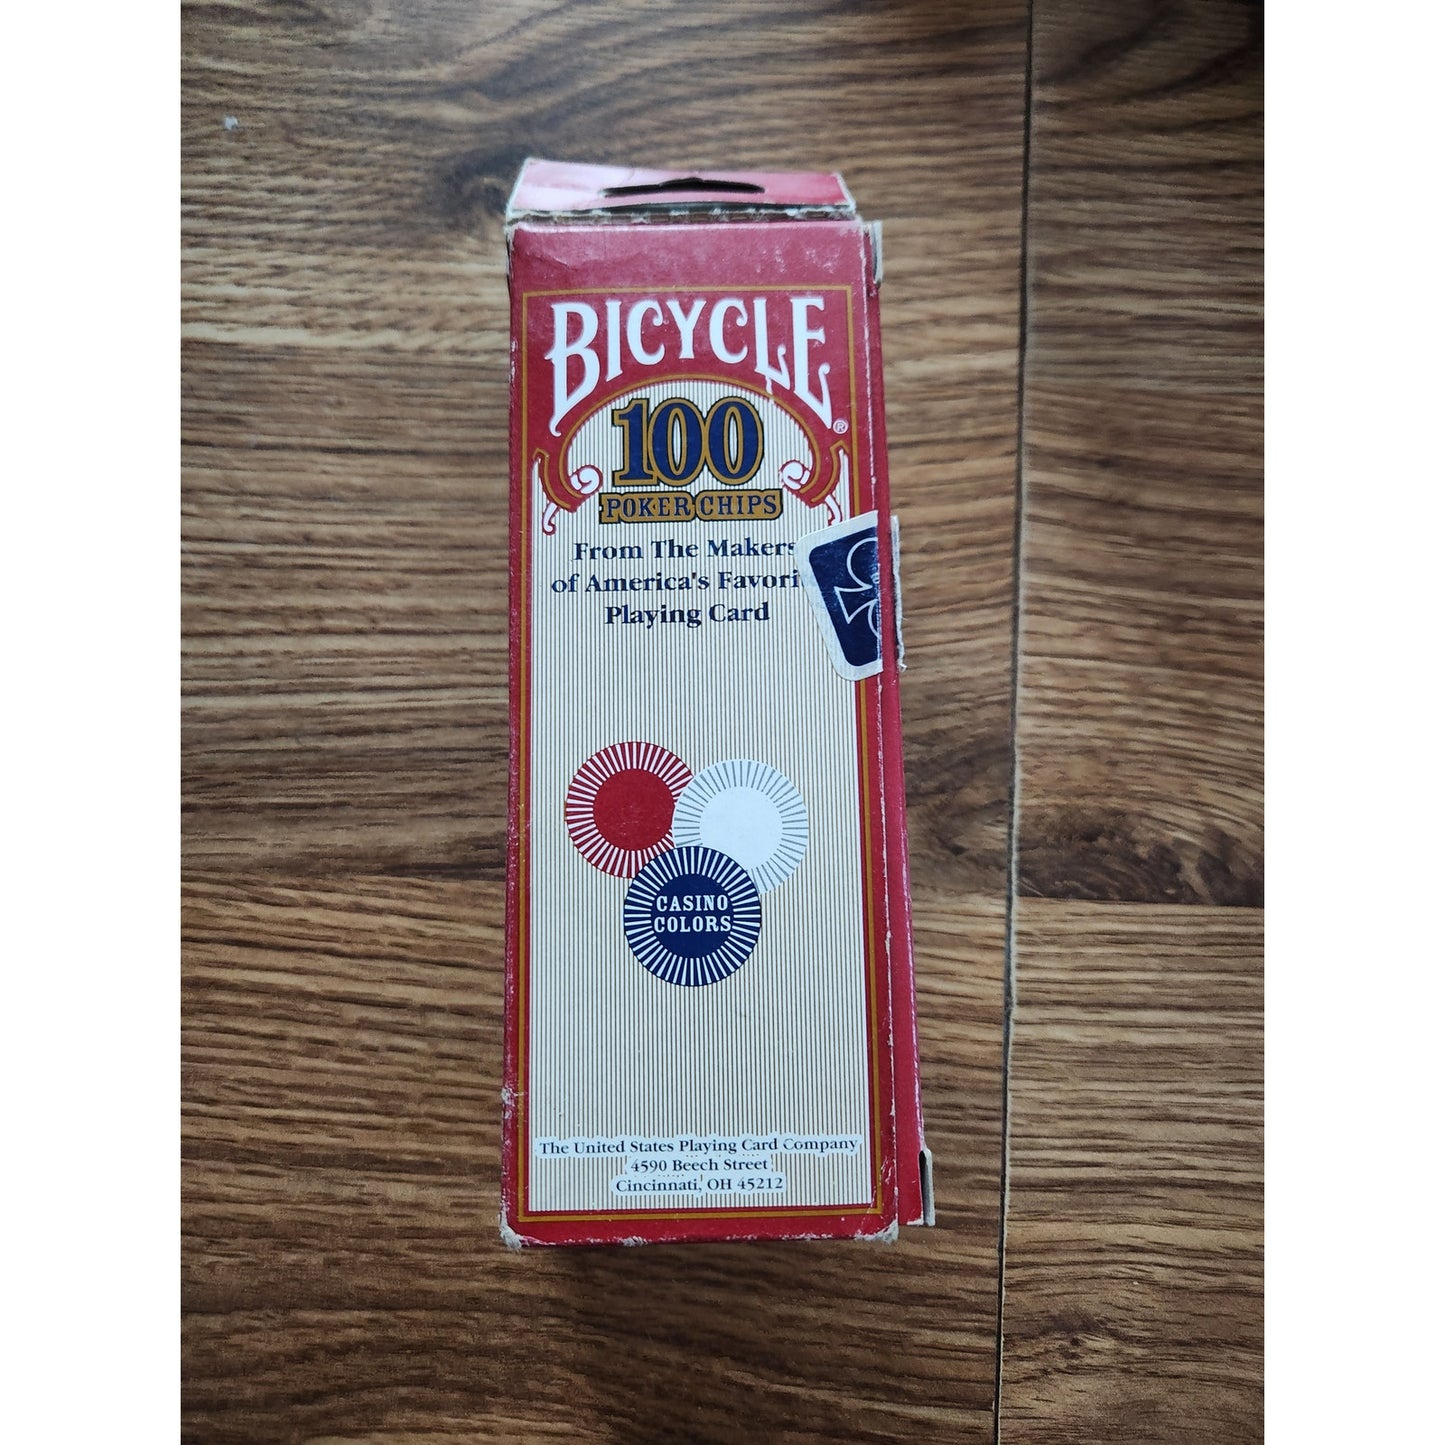 BICYCLE®
100
POKER CHIPS
From The Makers
of America's
Playing Card
CASINO
COLORS
The United States Playing Card Company
4590 Beech Street
Cincinnati, OH 45212